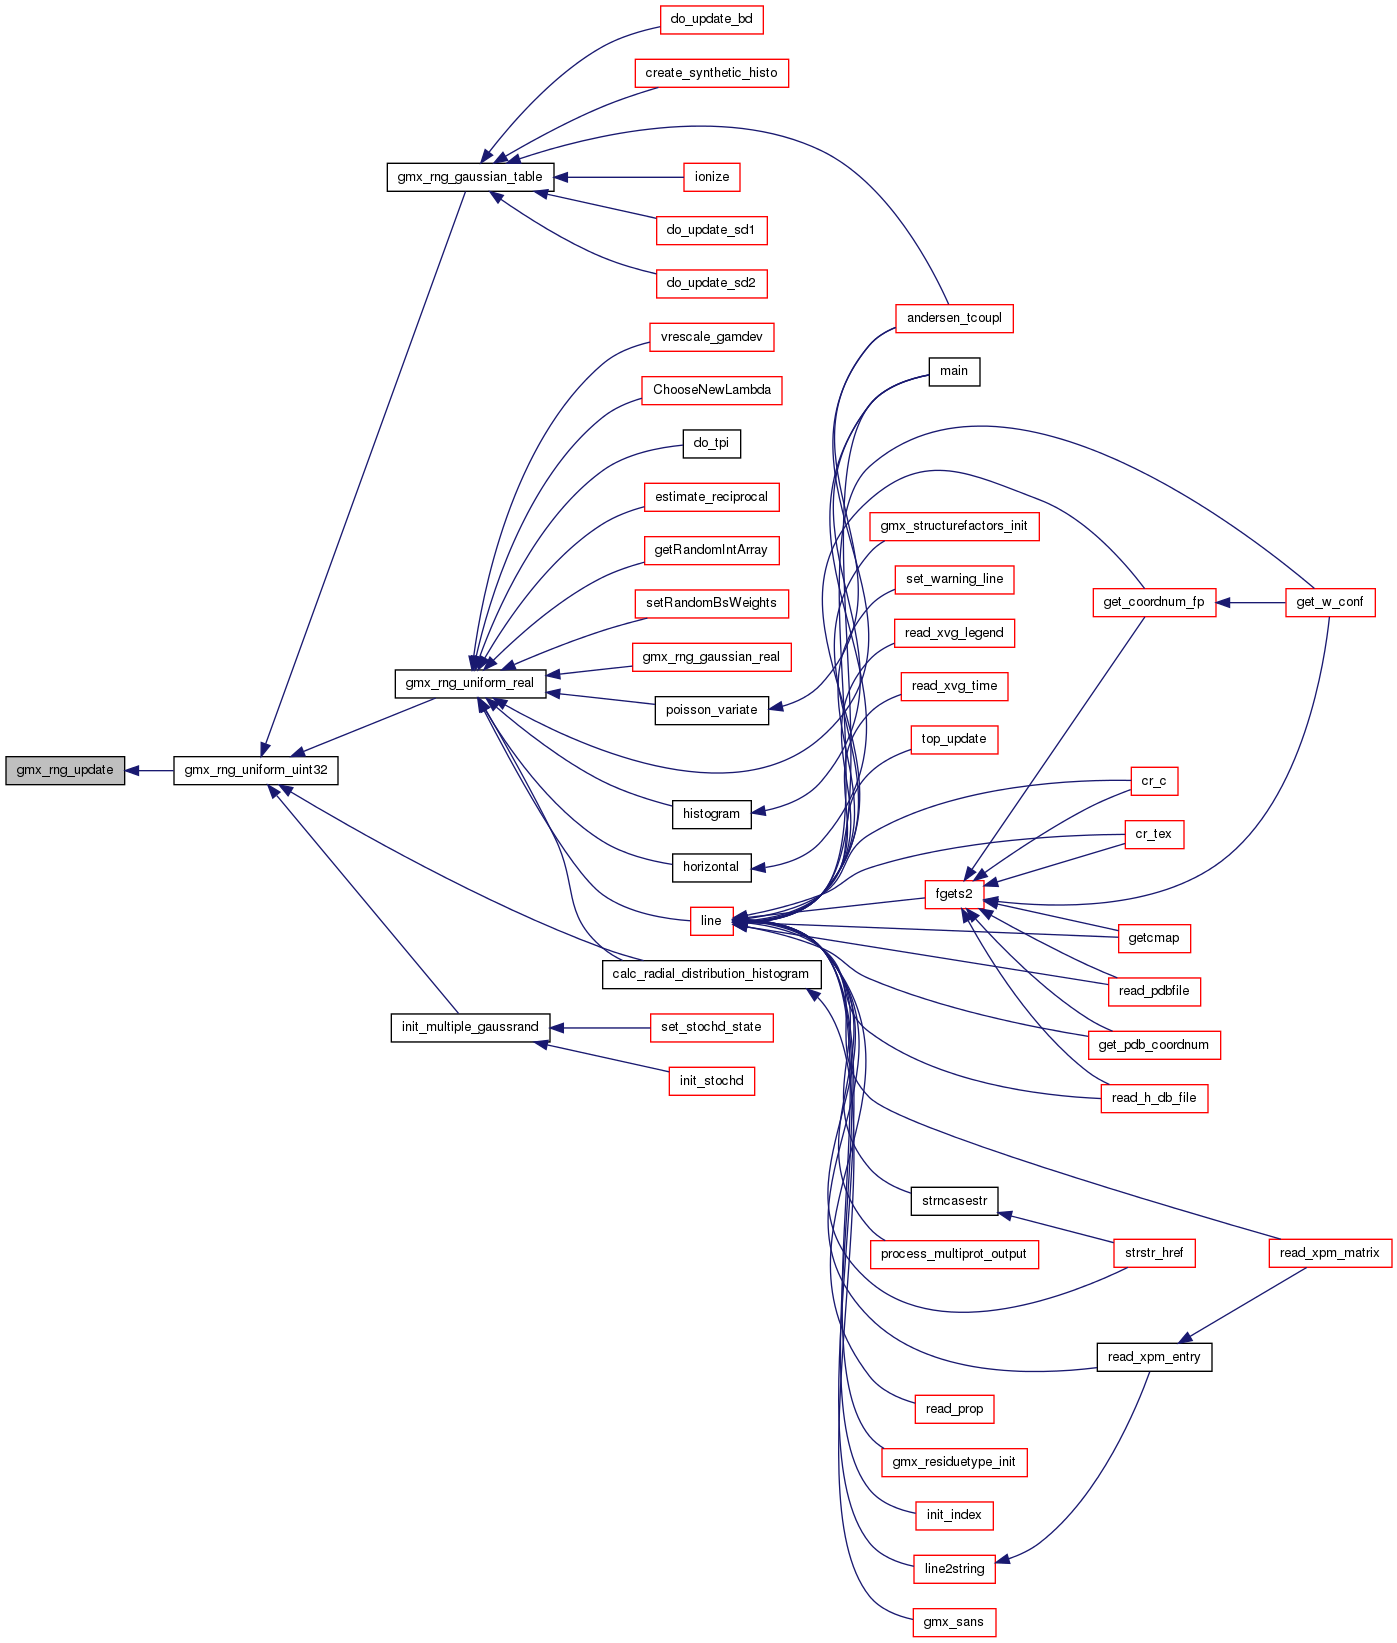 do_update_bd
create_synthetic_histo
gmx_rng_gaussian_table
ionize
do_update_sd1
do_update_sd2
andersen_tcoupl
vrescale_gamdev
main
ChooseNewLambda
do_tpi
estimate_reciprocal
gmx_structurefactors_init
getRandomIntArray
set_warning_line
setRandomBsWeights
get_coordnum_fp
get_w_conf
read_xvg_legend
gmx_rng_gaussian_real
gmx_rng_uniform_real
read_xvg_time
poisson_variate
top_update
gmx_rng_update
gmx_rng_uniform_uint32
cr_c
histogram
cr_tex
horizontal
fgets2
line
getcmap
calc_radial_distribution_histogram
read_pdbfile
init_multiple_gaussrand
set_stochd_state
get_pdb_coordnum
init_stochd
read_h_db_file
strncasestr
process_multiprot_output
strstr_href
read_xpm_matrix
read_xpm_entry
read_prop
gmx_residuetype_init
init_index
line2string
gmx_sans